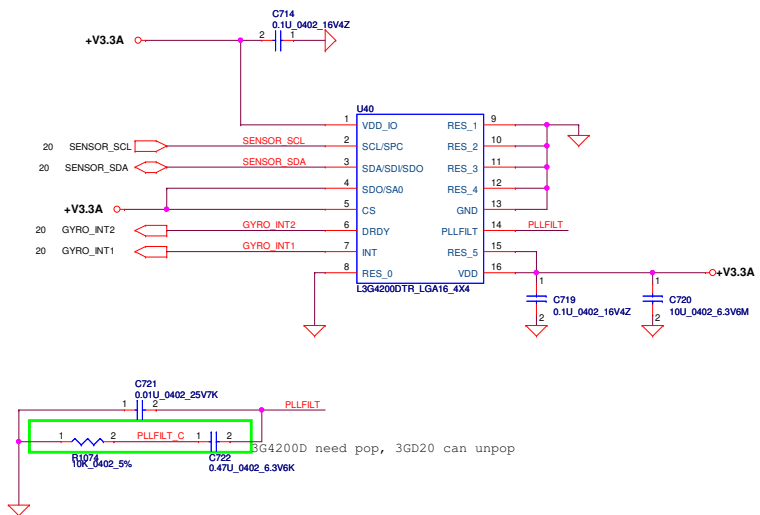 C714
0.1U_0402_16V4Z
+V3.3A
2 1
U40
1 VDD_IO RES_1 9
20 SENSOR_SCL SENSOR_SCL 2 SCL/SPC RES_2 10
20 SENSOR_SDA SENSOR_SDA 3 SDA/SDI/SDO RES_3 11
4 SDO/SA0 RES_4 12
+V3.3A 5 CS GND 13
20 GYRO_INT2 GYRO_INT2 6 DRDY PLLFILT 14 PLLFILT
20 GYRO_INT1 GYRO_INT1 7 INT RES_5 15
8 RES_0 VDD 16 +V3.3A
L3G4200DTR_LGA16_4X4
1 1
C719 C720
0.1U_0402_16V4Z 10U_0402_6.3V6M
2 2
C721
0.01U_0402_25V7K
1 2 PLLFILT
1 2 PLLFILT_C 1 2
3G4200D need pop, 3GD20 can unpop
R1074 C722
10K_0402_5% 0.47U_0402_6.3V6K